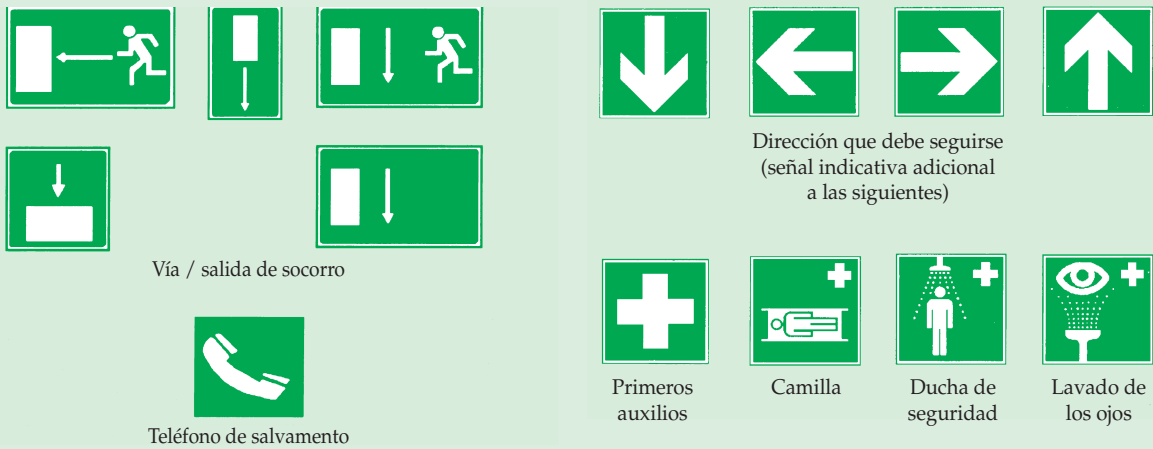 Vía / salida de socorro
Teléfono de salvamento
Dirección que debe seguirse
(señal indicativa adicional
a las siguientes)
Primeros
auxilios
Camilla
Ducha de
seguridad
Lavado de
los ojos